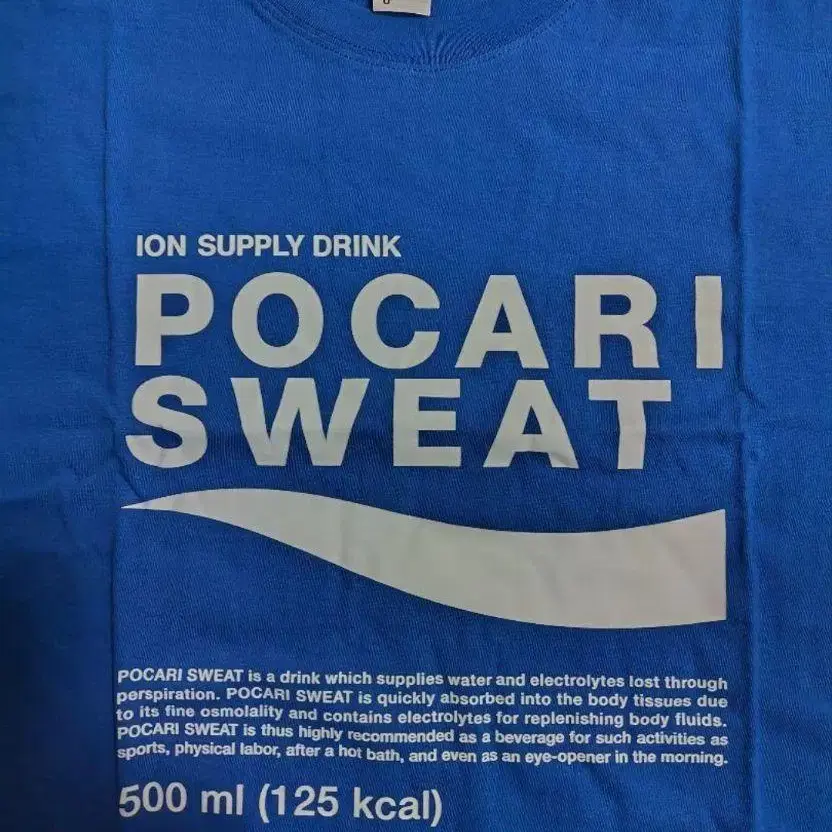 ION SUPPLY DRINK
POCARI
SWEAT
POCARI SWEAT is a drink which supplies water and electrolytes lost through
perspiration. POCARI SWEAT is quickly absorbed into the body tissues due
to its fine osmolality and contains electrolytes for replenishing body fluids.
POCARI SWEAT is thus highly recommended as a beverage for such activities as
sports, physical labor, after a hot bath, and even as an eye-opener in the morning.
500 ml (125 kcal)